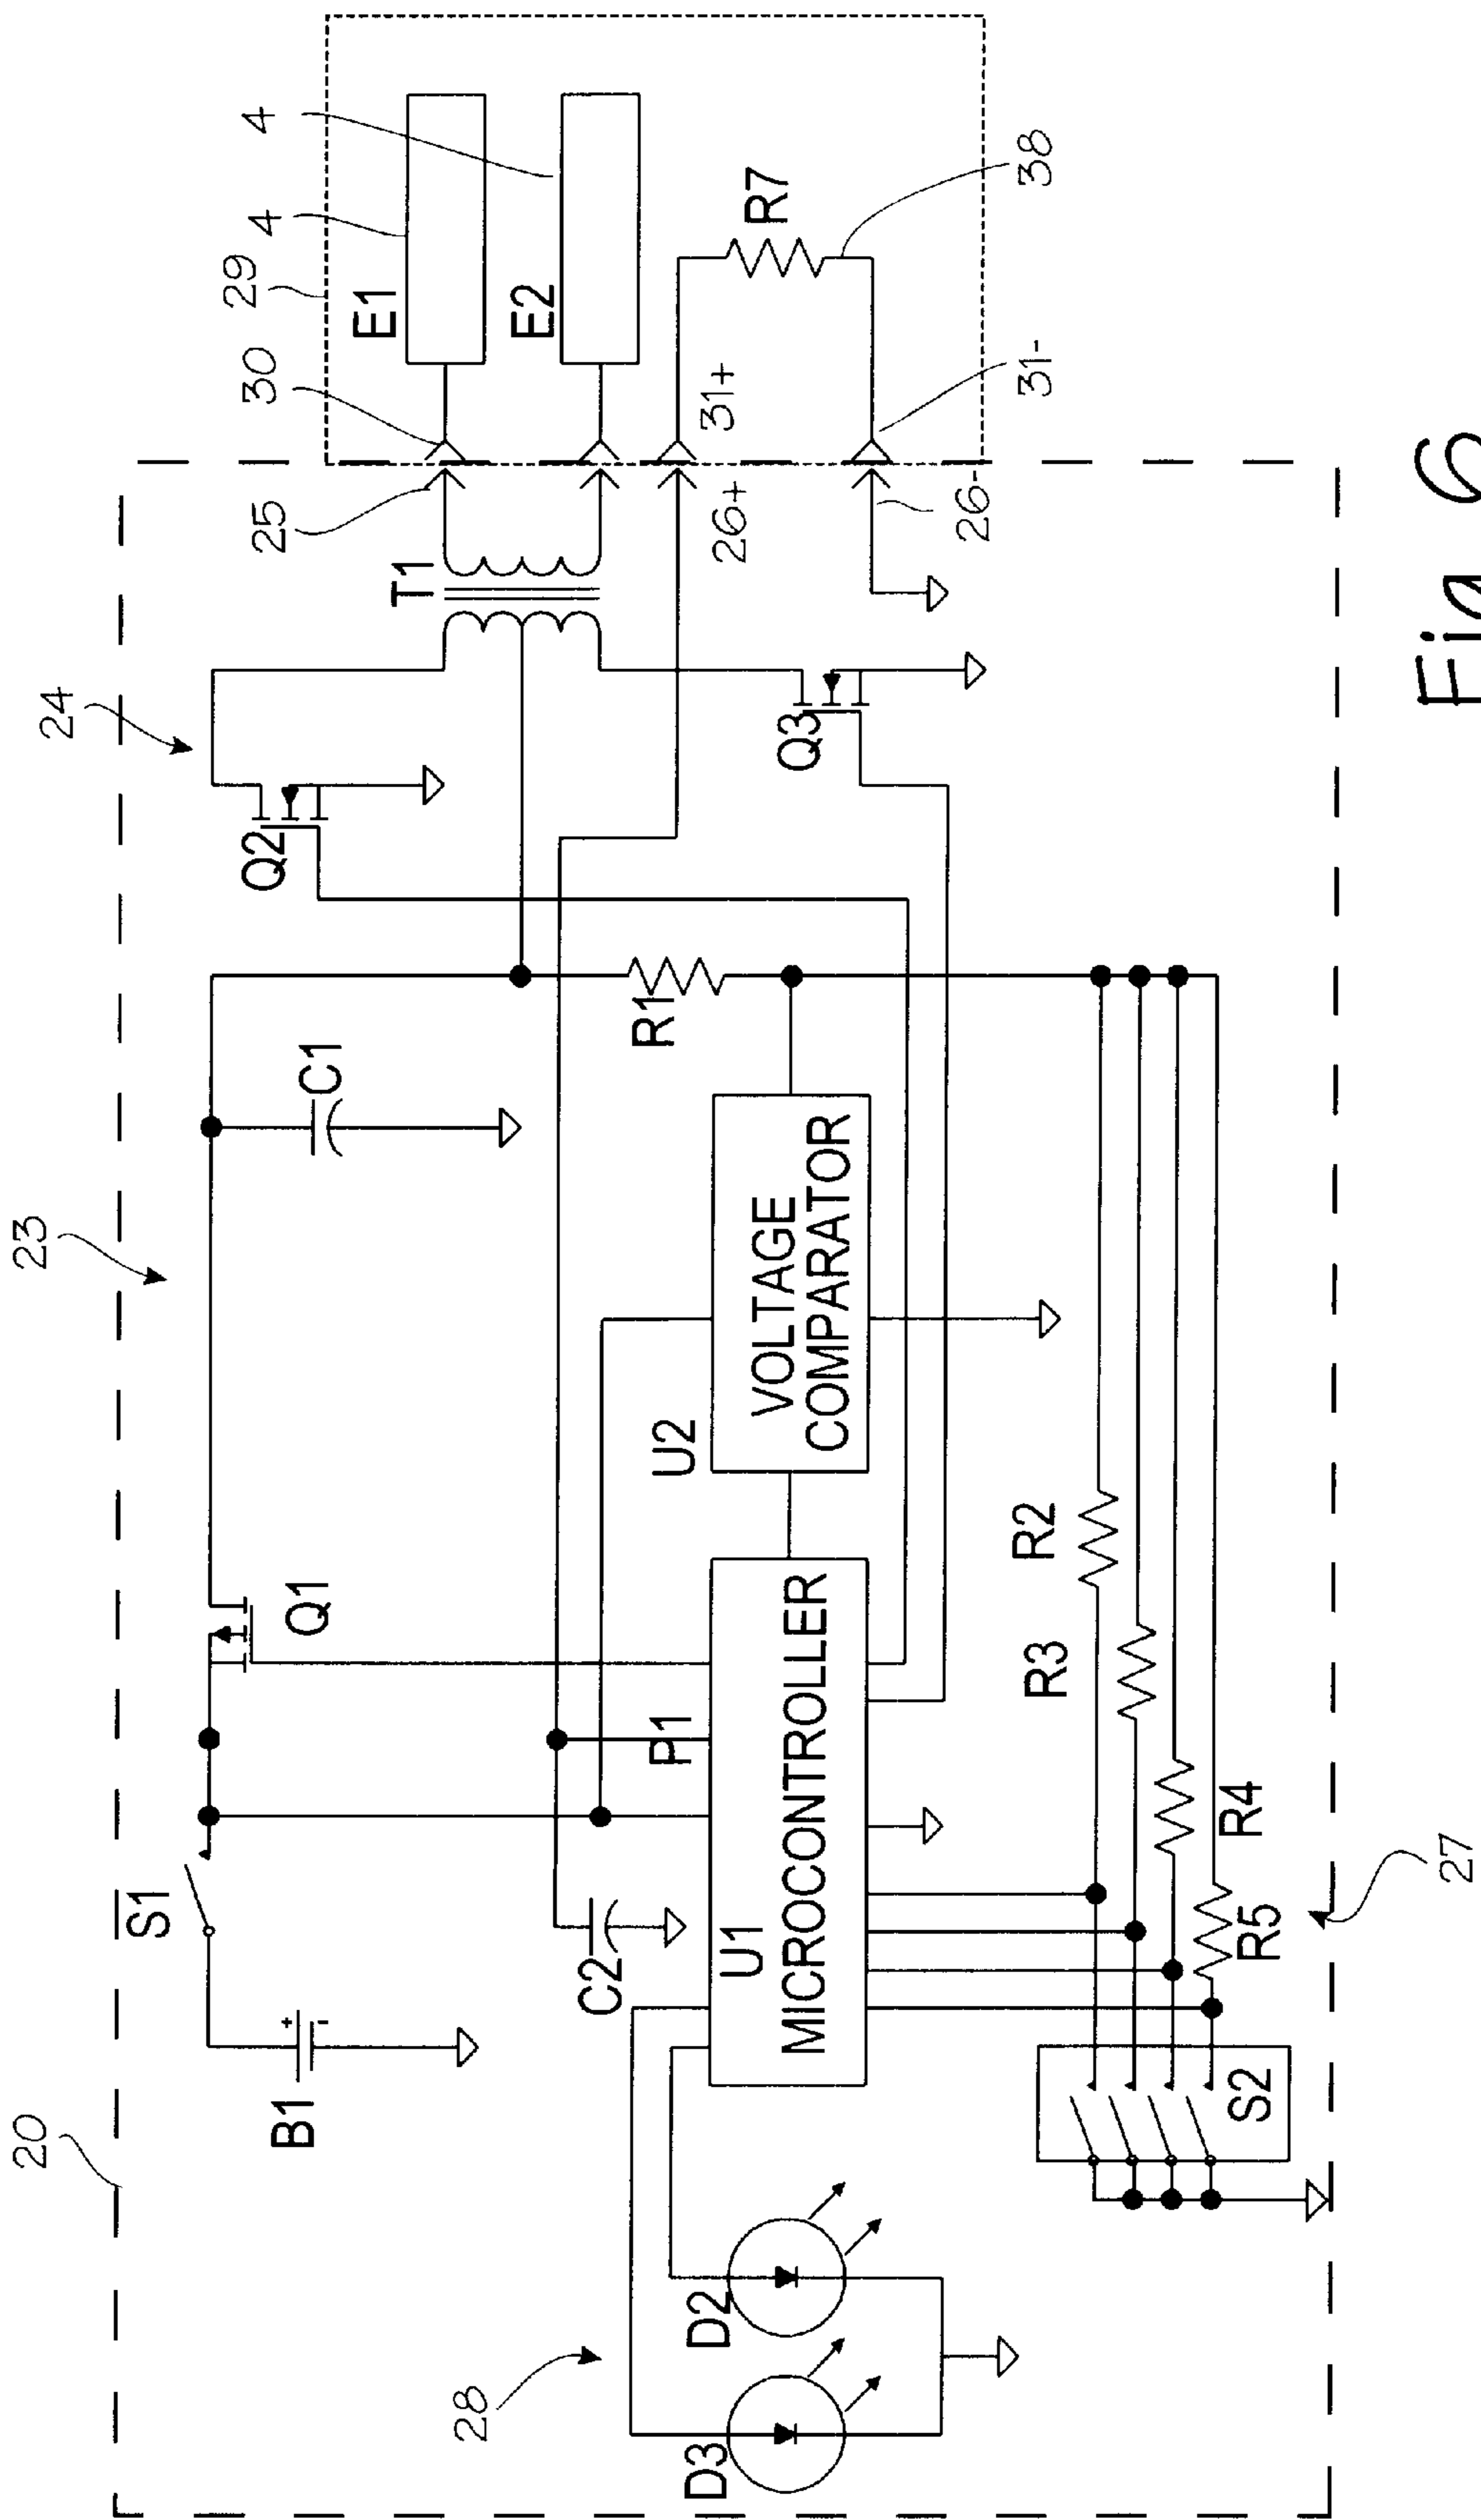 20
23
24
29
4
4
30
25
S1
B1
+
-
Q1
C1
Q2
T1
E1
E2
31+
26+
R7
38
31-
26-
Q3
R1
28
D3
D2
C2
U1
P1
MICROCONTROLLER
U2
VOLTAGE
COMPARATOR
R2
R3
R4
R5
S2
27
Fig 6